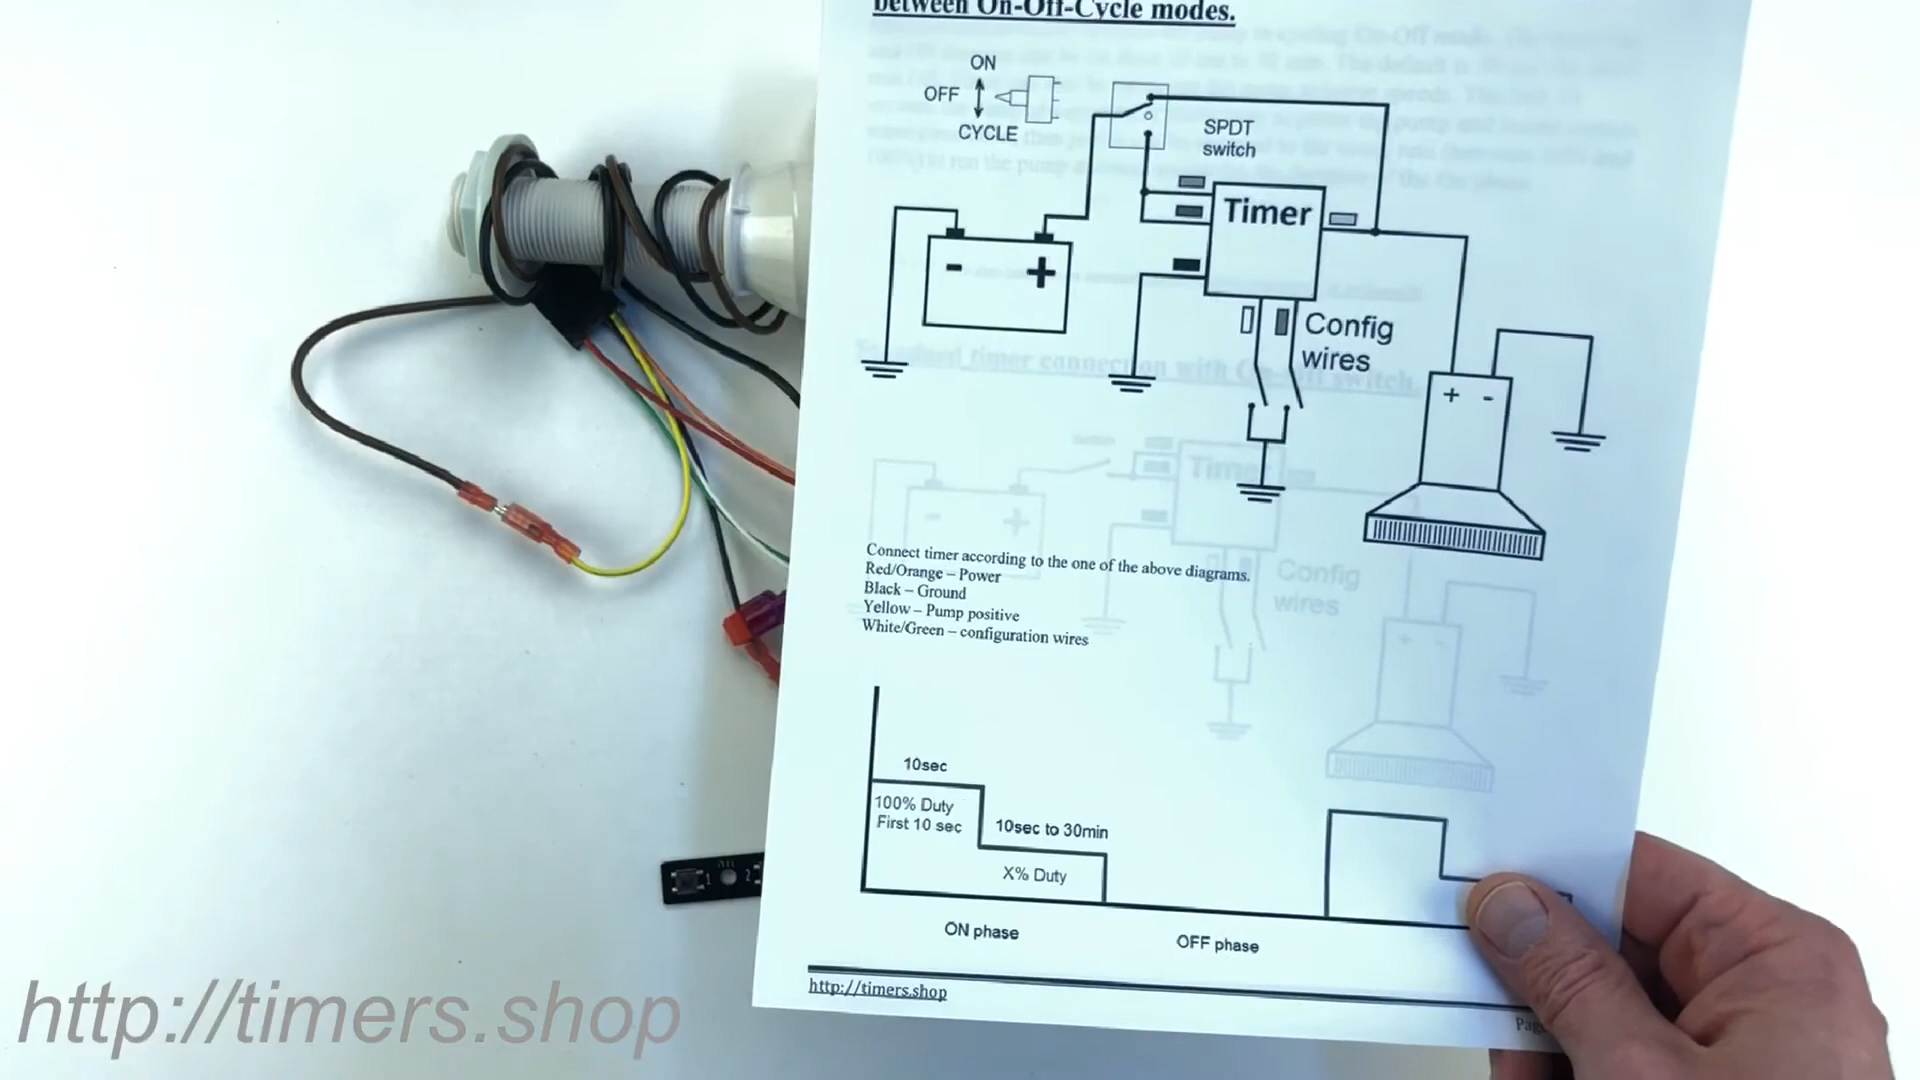 between On-Off-Cycle modes.
ON
OFF
CYCLE
SPDT
switch
Timer
- +
Config
wires
+ -
Connect timer according to the one of the above diagrams.
Red/Orange – Power
Black – Ground
Yellow – Pump positive
White/Green – configuration wires
10sec
100% Duty
First 10 sec
10sec to 30min
X% Duty
ON phase
OFF phase
http://timers.shop
1 2
http://timers.shop